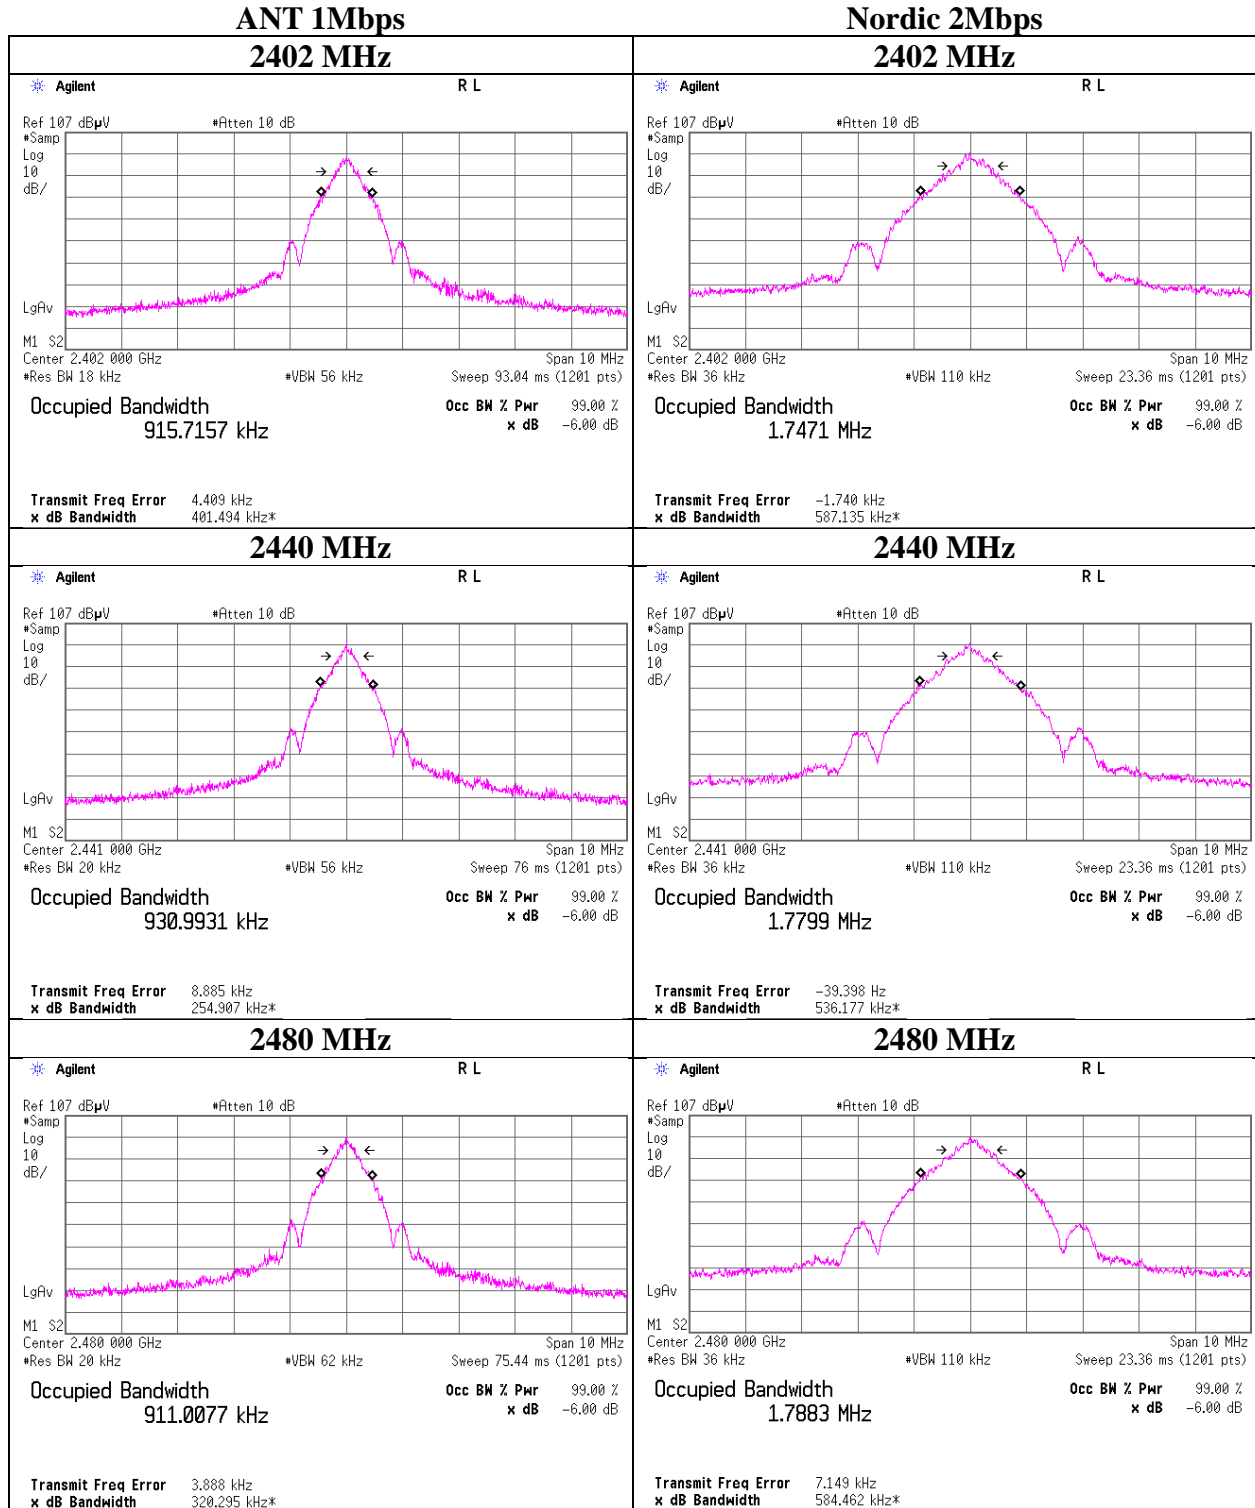 ANT 1Mbps
Nordic 2Mbps
2402 MHz
2402 MHz
Agilent R L
Ref 107 dBµV #Atten 10 dB
#Samp
Log
10
dB/
LgAv
M1 S2
Center 2.402 000 GHz Span 10 MHz
#Res BW 18 kHz #VBW 56 kHz Sweep 93.04 ms (1201 pts)
Occupied Bandwidth Occ BW % Pwr 99.00 %
915.7157 kHz x dB -6.00 dB
Transmit Freq Error 4.409 kHz
x dB Bandwidth 401.494 kHz*
Agilent R L
Ref 107 dBµV #Atten 10 dB
#Samp
Log
10
dB/
LgAv
M1 S2
Center 2.402 000 GHz Span 10 MHz
#Res BW 36 kHz #VBW 110 kHz Sweep 23.36 ms (1201 pts)
Occupied Bandwidth Occ BW % Pwr 99.00 %
1.7471 MHz x dB -6.00 dB
Transmit Freq Error -1.740 kHz
x dB Bandwidth 587.135 kHz*
2440 MHz
2440 MHz
Agilent R L
Ref 107 dBµV #Atten 10 dB
#Samp
Log
10
dB/
LgAv
M1 S2
Center 2.441 000 GHz Span 10 MHz
#Res BW 20 kHz #VBW 56 kHz Sweep 76 ms (1201 pts)
Occupied Bandwidth Occ BW % Pwr 99.00 %
930.9931 kHz x dB -6.00 dB
Transmit Freq Error 8.885 kHz
x dB Bandwidth 254.907 kHz*
Agilent R L
Ref 107 dBµV #Atten 10 dB
#Samp
Log
10
dB/
LgAv
M1 S2
Center 2.441 000 GHz Span 10 MHz
#Res BW 36 kHz #VBW 110 kHz Sweep 23.36 ms (1201 pts)
Occupied Bandwidth Occ BW % Pwr 99.00 %
1.7799 MHz x dB -6.00 dB
Transmit Freq Error -39.398 Hz
x dB Bandwidth 536.177 kHz*
2480 MHz
2480 MHz
Agilent R L
Ref 107 dBµV #Atten 10 dB
#Samp
Log
10
dB/
LgAv
M1 S2
Center 2.480 000 GHz Span 10 MHz
#Res BW 20 kHz #VBW 62 kHz Sweep 75.44 ms (1201 pts)
Occupied Bandwidth Occ BW % Pwr 99.00 %
911.0077 kHz x dB -6.00 dB
Transmit Freq Error 3.888 kHz
x dB Bandwidth 320.295 kHz*
Agilent R L
Ref 107 dBµV #Atten 10 dB
#Samp
Log
10
dB/
LgAv
M1 S2
Center 2.480 000 GHz Span 10 MHz
#Res BW 36 kHz #VBW 110 kHz Sweep 23.36 ms (1201 pts)
Occupied Bandwidth Occ BW % Pwr 99.00 %
1.7883 MHz x dB -6.00 dB
Transmit Freq Error 7.149 kHz
x dB Bandwidth 584.462 kHz*